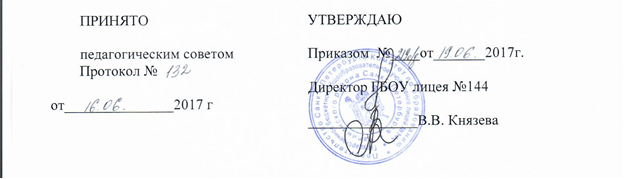 ПРИНЯТО
педагогическим советом
Протокол № 132
от 16.06. 2017 г
УТВЕРЖДАЮ
Приказом № от 19.06. 2017г.
Директор ГБОУ лицея №144
В.В. Князева